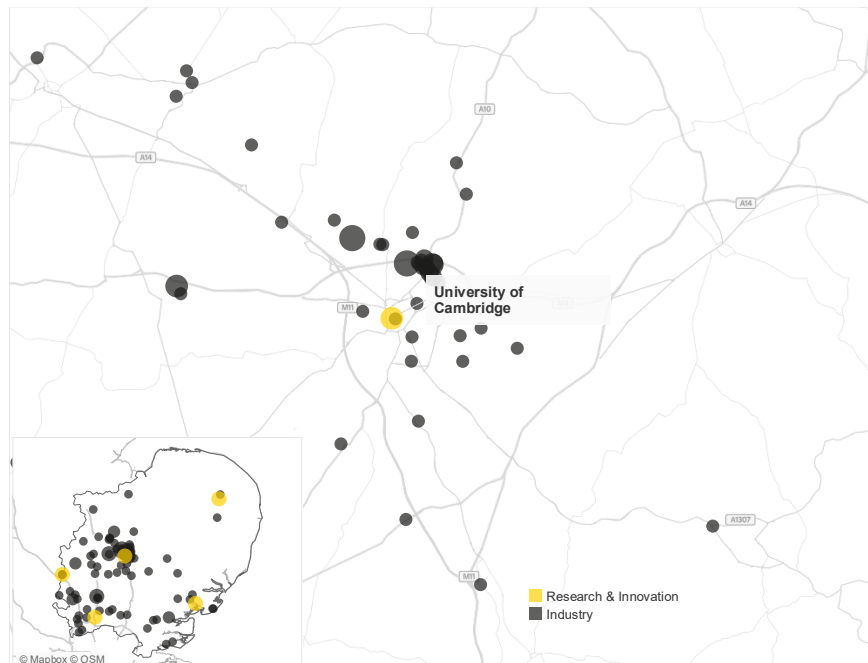 A10
A14
A14
University of
Cambridge
M11
A1307
M11
Research & Innovation
Industry
© Mapbox © OSM